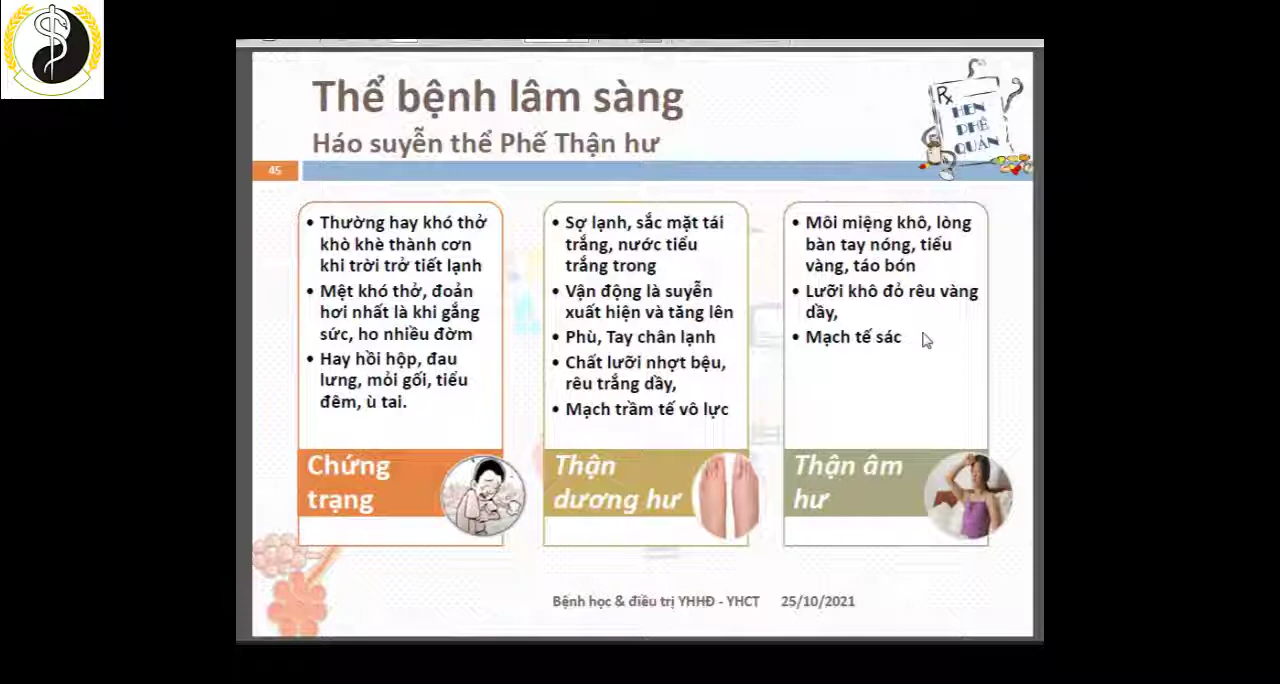 Thể bệnh lâm sàng
Háo suyễn thể Phế Thận hư
Rx
HEN
PHẾ
QUẢN
45
• Thường hay khó thở
khò khè thành cơn
khi trời trở tiết lạnh
• Mệt khó thở, đoản
hơi nhất là khi gắng
sức, ho nhiều đờm
• Hay hồi hộp, đau
lưng, mỏi gối, tiểu
đêm, ù tai.
Chứng
trạng
• Sợ lạnh, sắc mặt tái
trắng, nước tiểu
trắng trong
• Vận động là suyễn
xuất hiện và tăng lên
• Phù, Tay chân lạnh
• Chất lưỡi nhợt bệu,
rêu trắng dầy,
• Mạch trầm tế vô lực
Thận
dương hư
• Môi miệng khô, lòng
bàn tay nóng, tiểu
vàng, táo bón
• Lưỡi khô đỏ rêu vàng
dầy,
• Mạch tế sác
Thận âm
hư
Bệnh học & điều trị YHHĐ - YHCT 25/10/2021